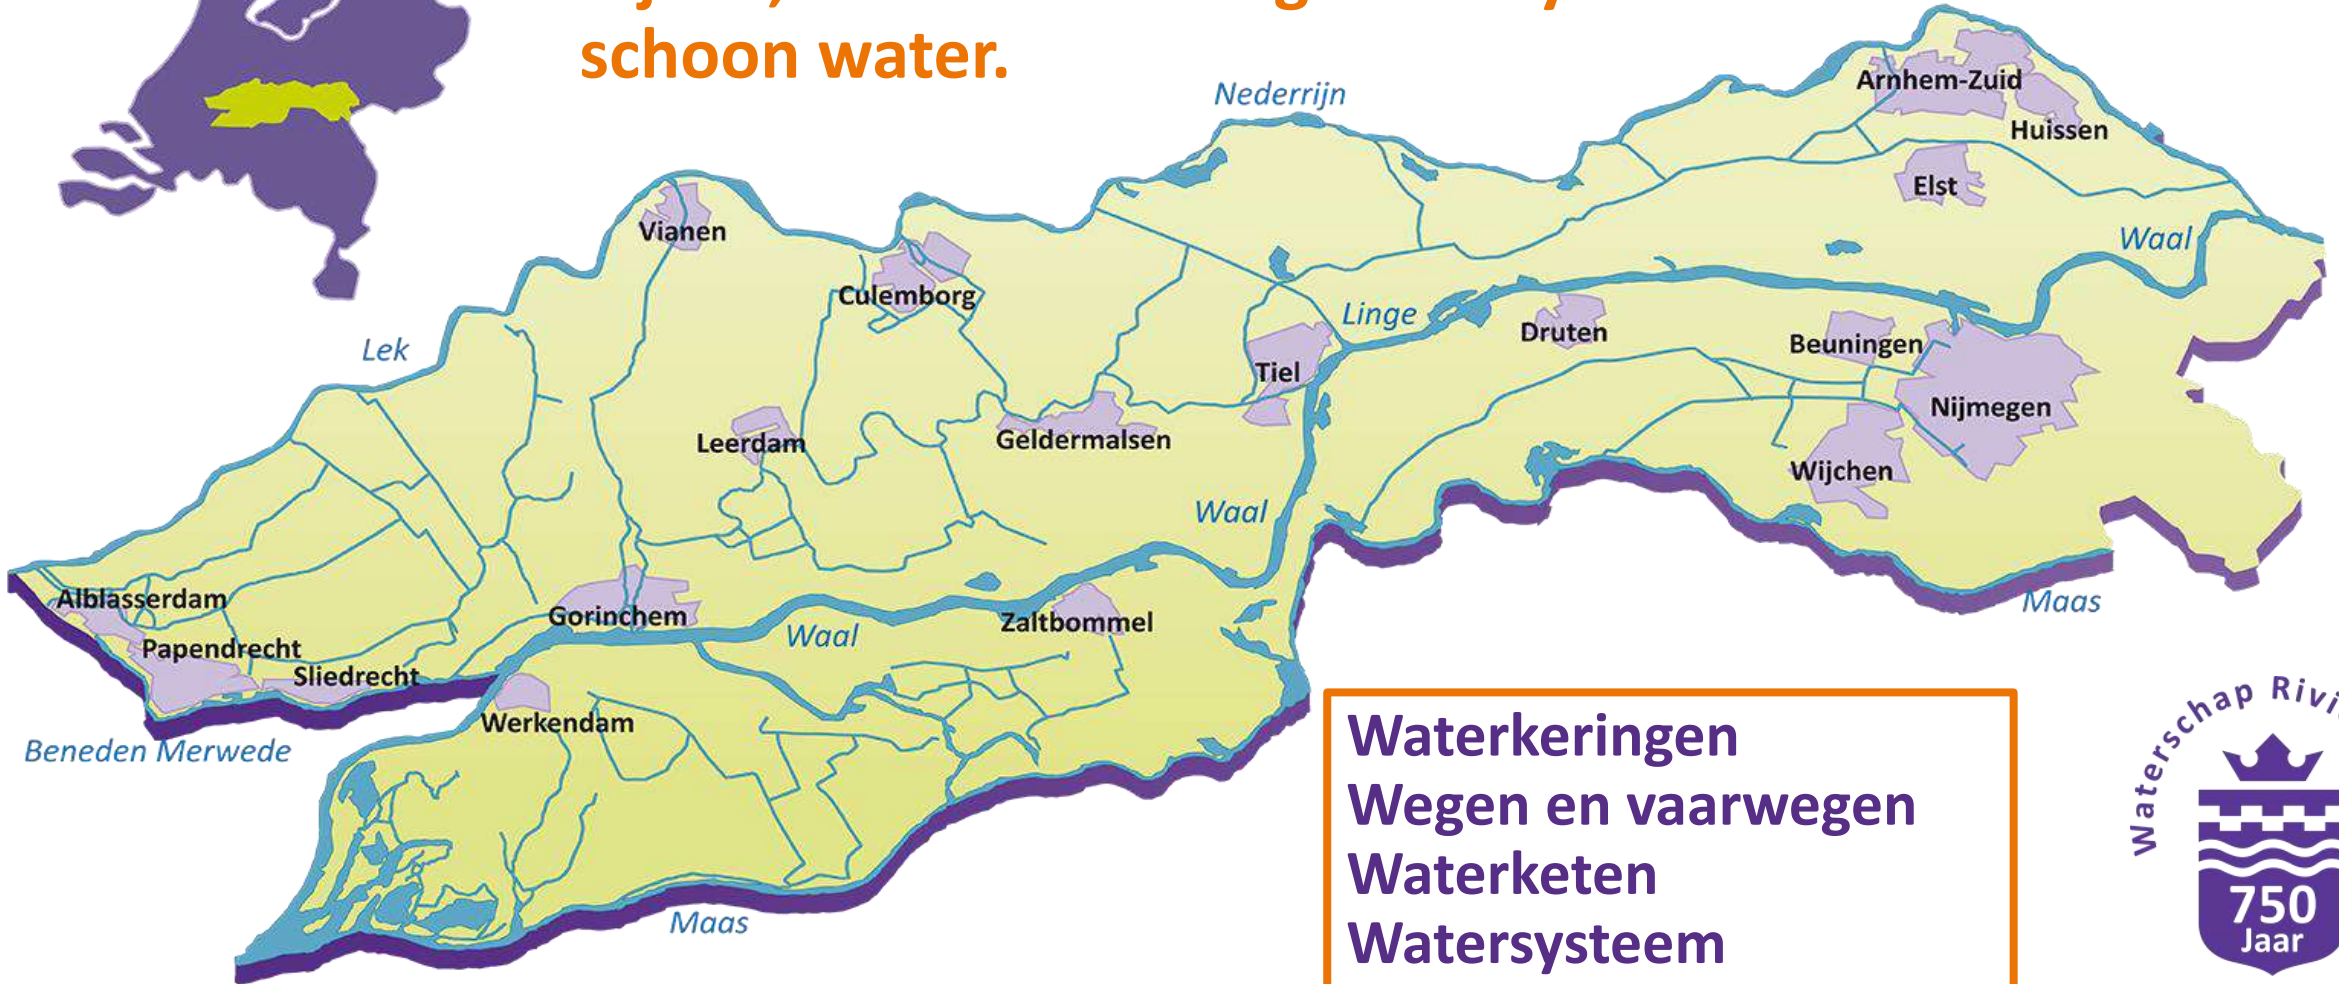 schoon water.
Nederrijn
Arnhem-Zuid
Huissen
Elst
Vianen
Waal
Culemborg
Linge
Druten
Beuningen
Lek
Tiel
Nijmegen
Leerdam
Geldermalsen
Wijchen
Waal
Alblasserdam
Gorinchem
Zaltbommel
Maas
Waal
Papendrecht
Sliedrecht
Werkendam
Beneden Merwede
Maas
Waterkeringen
Wegen en vaarwegen
Waterketen
Watersysteem
Waterschap
750
Jaar